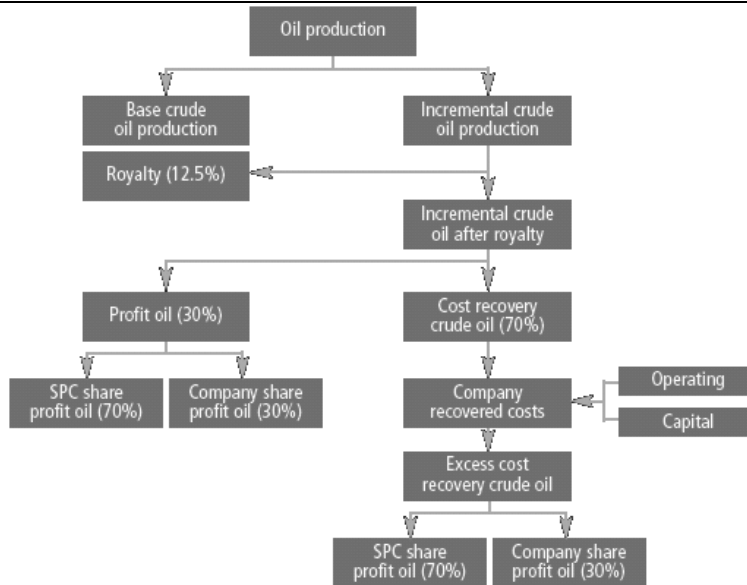 Oil production
Base crude
oil production
Incremental crude
oil production
Royalty (12.5%)
Incremental crude
oil after royalty
Profit oil (30%)
Cost recovery
crude oil (70%)
SPC share
profit oil (70%)
Company share
profit oil (30%)
Company
recovered costs
Operating
Capital
Excess cost
recovery crude oil
SPC share
profit oil (70%)
Company share
profit oil (30%)